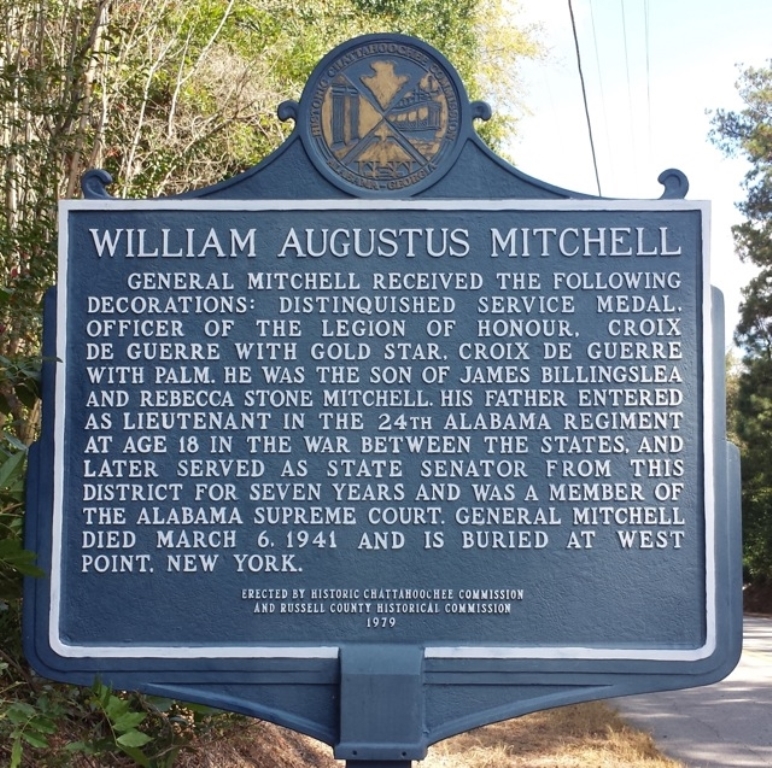 HISTORIC CHATTAHOOCHEE COMMISSION
ALABAMA-GEORGIA
WILLIAM AUGUSTUS MITCHELL
GENERAL MITCHELL RECEIVED THE FOLLOWING
DECORATIONS: DISTINQUISHED SERVICE MEDAL,
OFFICER OF THE LEGION OF HONOUR, CROIX
DE GUERRE WITH GOLD STAR, CROIX DE GUERRE
WITH PALM. HE WAS THE SON OF JAMES BILLINGSLEA
AND REBECCA STONE MITCHELL. HIS FATHER ENTERED
AS LIEUTENANT IN THE 24TH ALABAMA REGIMENT
AT AGE 18 IN THE WAR BETWEEN THE STATES, AND
LATER SERVED AS STATE SENATOR FROM THIS
DISTRICT FOR SEVEN YEARS AND WAS A MEMBER OF
THE ALABAMA SUPREME COURT. GENERAL MITCHELL
DIED MARCH 6, 1941 AND IS BURIED AT WEST
POINT, NEW YORK.
ERECTED BY HISTORIC CHATTAHOOCHEE COMMISSION
AND RUSSELL COUNTY HISTORICAL COMMISSION
1979